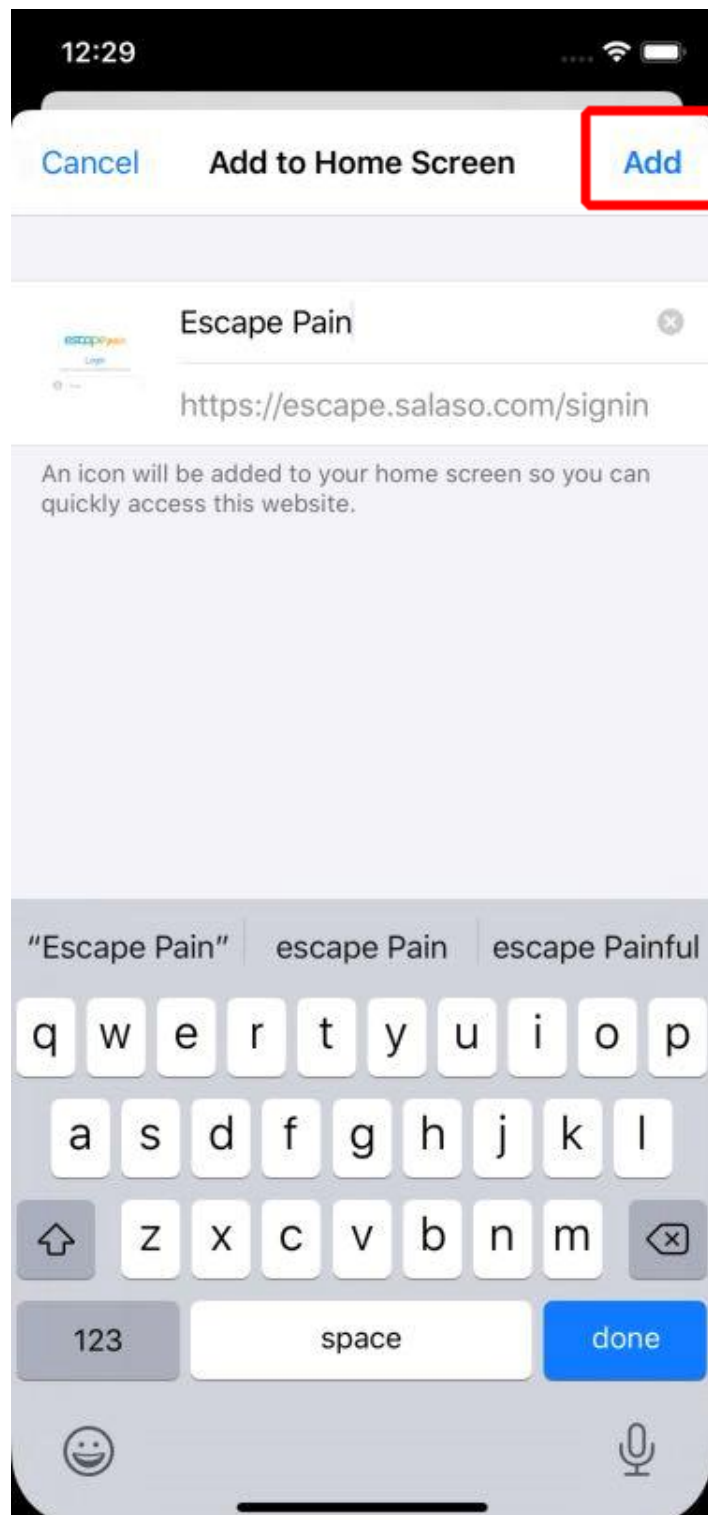 12:29
Cancel Add to Home Screen Add
Escape Pain
escapepain
Login
https://escape.salaso.com/signin
An icon will be added to your home screen so you can
quickly access this website.
“Escape Pain” escape Pain escape Painful
q w e r t y u i o p
a s d f g h j k l
z x c v b n m
123 space done